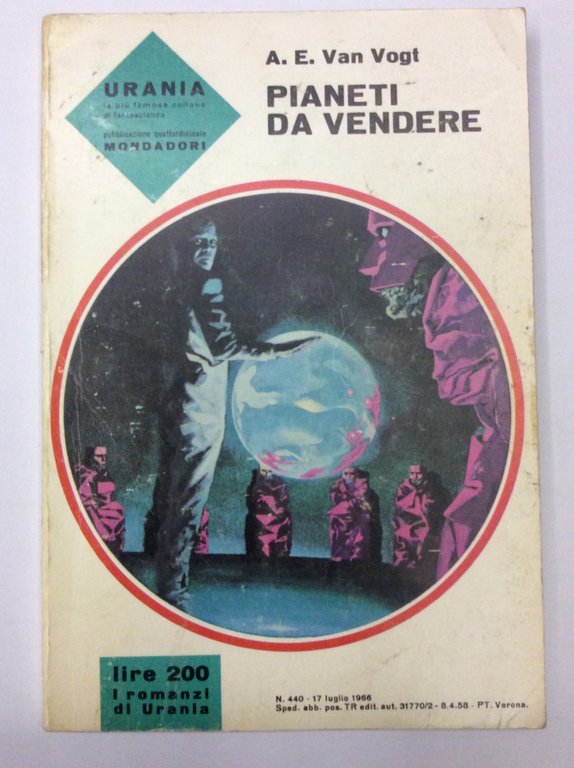 URANIA
la più famosa collana
di fantascienza
pubblicazione quattordicinale
MONDADORI
A. E. Van Vogt
PIANETI
DA VENDERE
lire 200
I romanzi
di Urania
N. 440 - 17 luglio 1966
Sped. abb. pos. TR edit. aut. 31770/2 - 8.4.58 - PT. Verona.